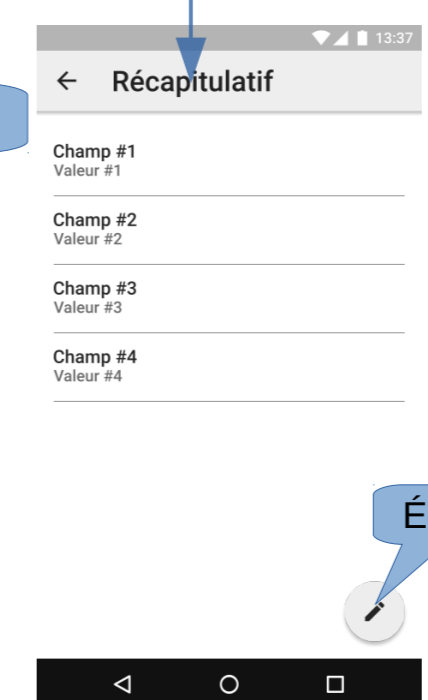 13:37
Récapitulatif
Champ #1
Valeur #1
Champ #2
Valeur #2
Champ #3
Valeur #3
Champ #4
Valeur #4
É